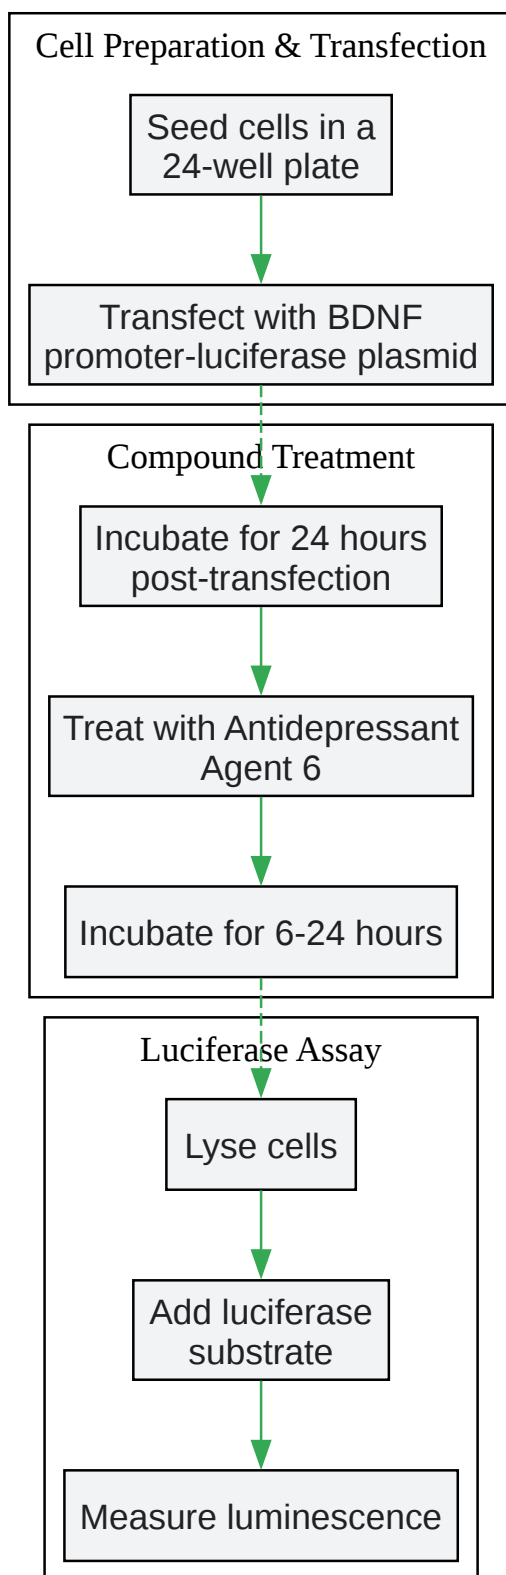 Cell Preparation & Transfection
Seed cells in a
24-well plate
Transfect with BDNF
promoter-luciferase plasmid
Compound Treatment
Incubate for 24 hours
post-transfection
Treat with Antidepressant
Agent 6
Incubate for 6-24 hours
Luciferase Assay
Lyse cells
Add luciferase
substrate
Measure luminescence